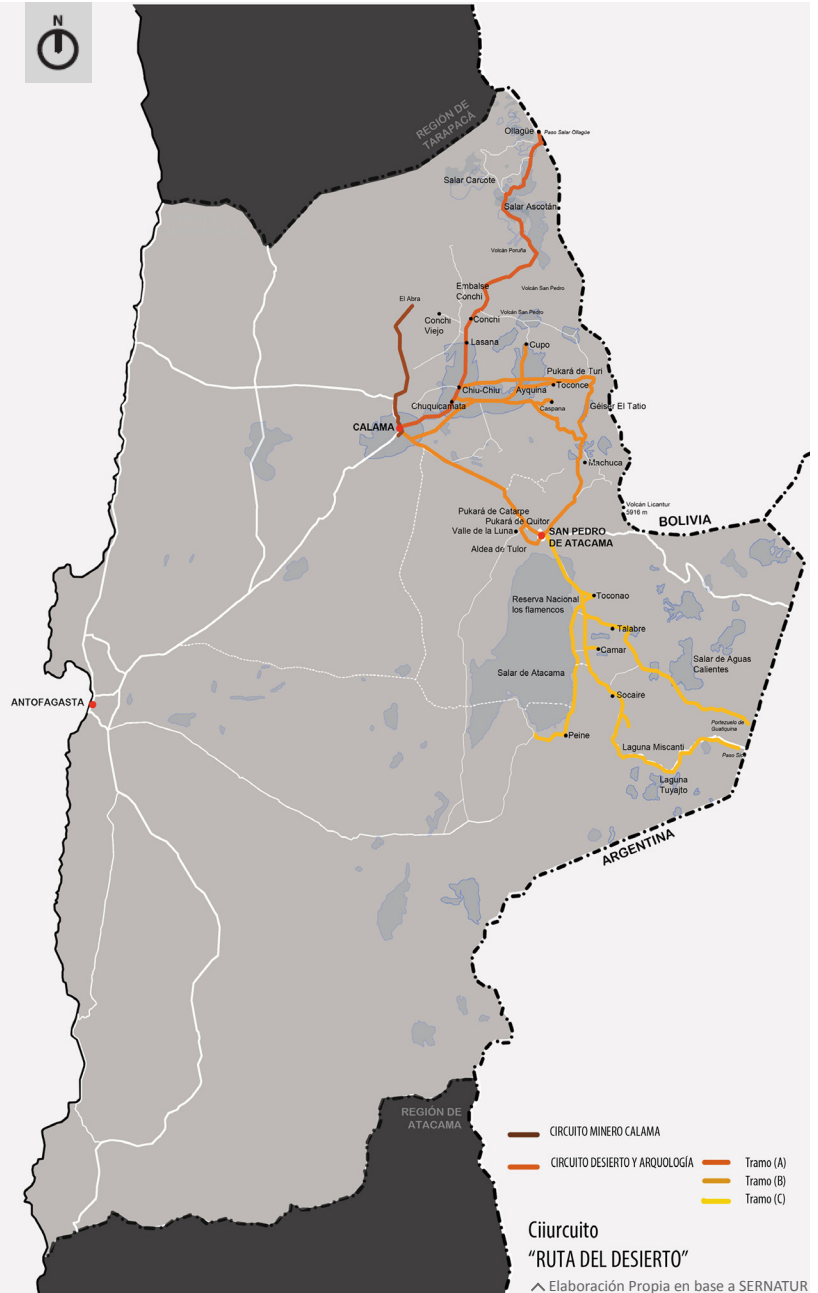 N
REGIÓN DE
TARAPACÁ
Ollagüe
Paso Salar Ollagüe
Salar Carcote
Salar Ascotán
Volcán Poruña
Embalse
Conchi
Volcán San Pedro
El Abra
Conchi
Viejo
Conchi
Volcán San Pedro
Lasana
Cupo
Pukará de Turi
Chiu-Chiu
Ayquina
Toconce
Chuquicamata
Caspana
Géiser El Tatio
CALAMA
Machuca
Volcán Licantur
5916 m
BOLIVIA
Pukará de Catarpe
Pukará de Quitor
Valle de la Luna
SAN PEDRO
DE ATACAMA
Aldea de Tulor
Reserva Nacional
los flamencos
Toconao
Talabre
Camar
Salar de Aguas
Calientes
Salar de Atacama
Socaire
ANTOFAGASTA
Portezuelo de
Guatiquina
Peine
Laguna Miscanti
Paso Sico
Laguna
Tuyajto
ARGENTINA
REGIÓN DE
ATACAMA
CIRCUITO MINERO CALAMA
CIRCUITO DESIERTO Y ARQUOLOGÍA
Tramo (A)
Tramo (B)
Tramo (C)
Ciiurcuito
“RUTA DEL DESIERTO”
Elaboración Propia en base a SERNATUR